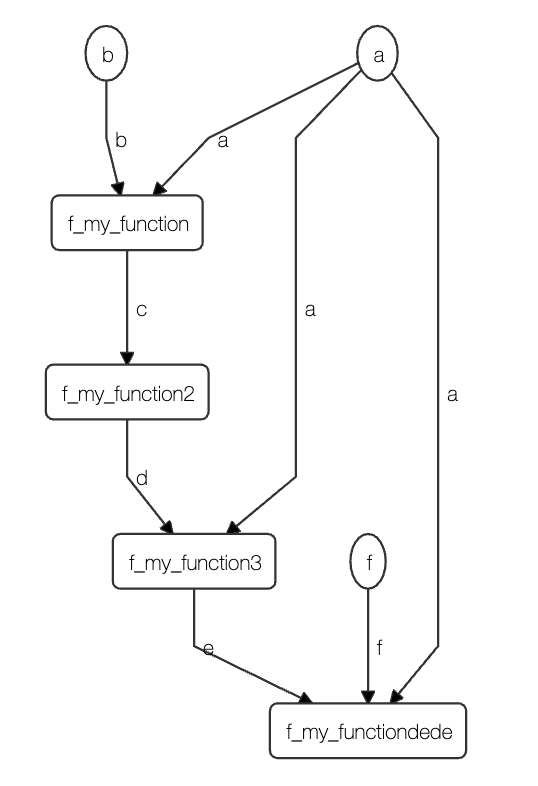 b
a
b
a
f_my_function
c
a
f_my_function2
a
d
f_my_function3
f
e
f
f_my_functiondede